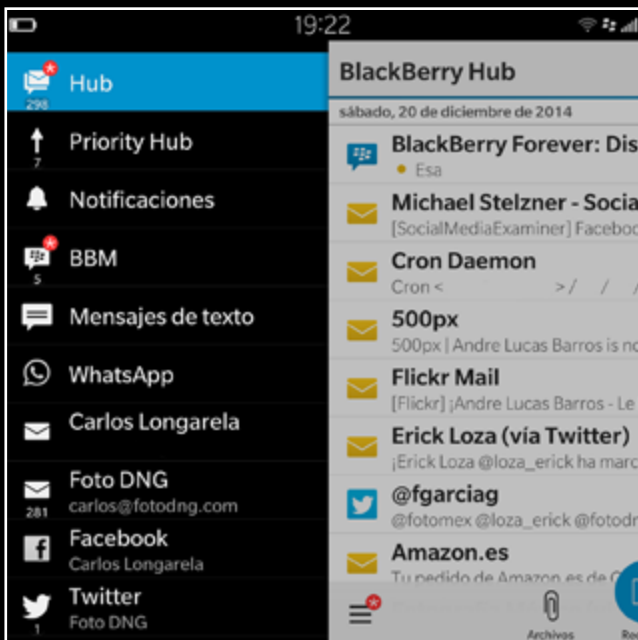 19:22
Hub
298
Priority Hub
7
Notificaciones
BBM
5
Mensajes de texto
WhatsApp
Carlos Longarela
Foto DNG
carlos@fotodng.com
281
Facebook
Carlos Longarela
Twitter
Foto DNG
1
BlackBerry Hub
sábado, 20 de diciembre de 2014
BlackBerry Forever: Dis
Esa
Michael Stelzner - Socia
[SocialMediaExaminer] Faceboo
Cron Daemon
Cron < > / / /
500px
500px | Andre Lucas Barros is no
Flickr Mail
[Flickr] ¡Andre Lucas Barros - Le
Erick Loza (vía Twitter)
¡Erick Loza @loza_erick ha marc
@fgarciag
@fotomex @loza_erick @fotodn
Amazon.es
Tu pedido de Amazon.es de
Archivos